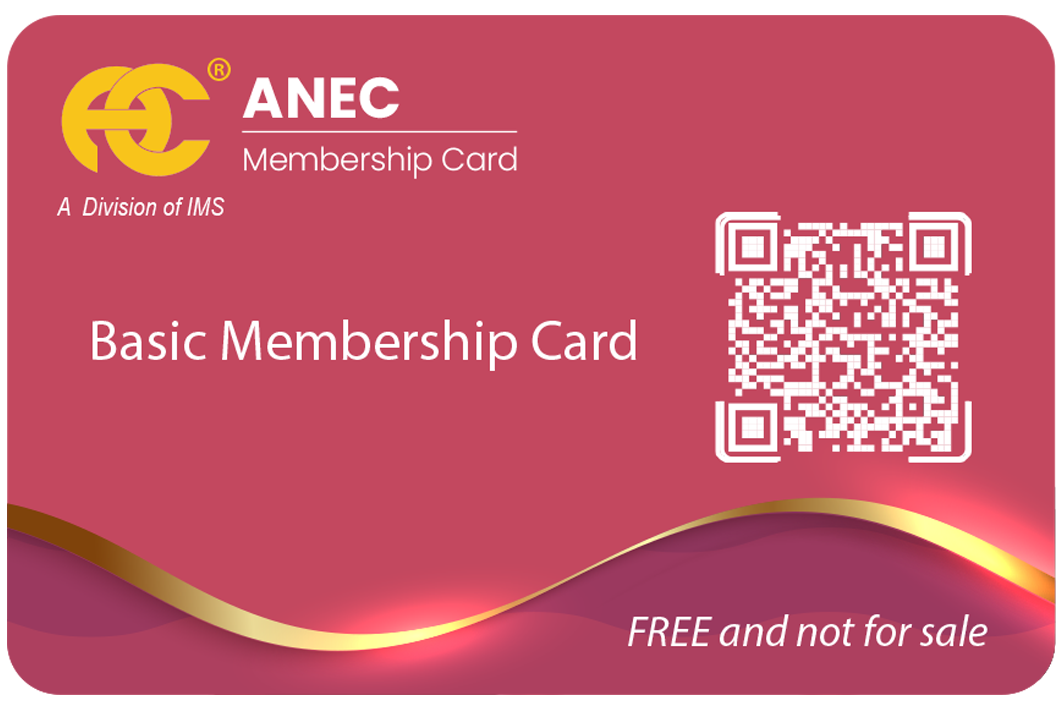 ®
ANEC
Membership Card
A Division of IMS
Basic Membership Card
FREE and not for sale